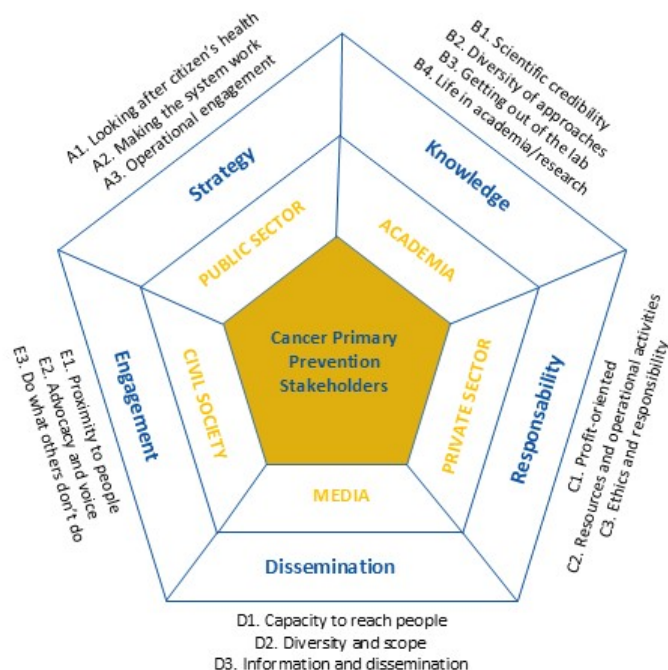 A1. Looking after citizen's health
A2. Making the system work
A3. Operational engagement
Strategy
PUBLIC SECTOR
B1. Scientific credibility
B2. Diversity of approaches
B3. Getting out of the lab
B4. Life in academia/research
Knowledge
ACADEMIA
Cancer Primary
Prevention
Stakeholders
E1. Proximity to people
E2. Advocacy and voice
E3. Do what others don't do
Engagement
CIVIL SOCIETY
PRIVATE SECTOR
Responsability
C1. Profit-oriented
C2. Resources and operational activities
C3. Ethics and responsibility
MEDIA
Dissemination
D1. Capacity to reach people
D2. Diversity and scope
D3. Information and dissemination